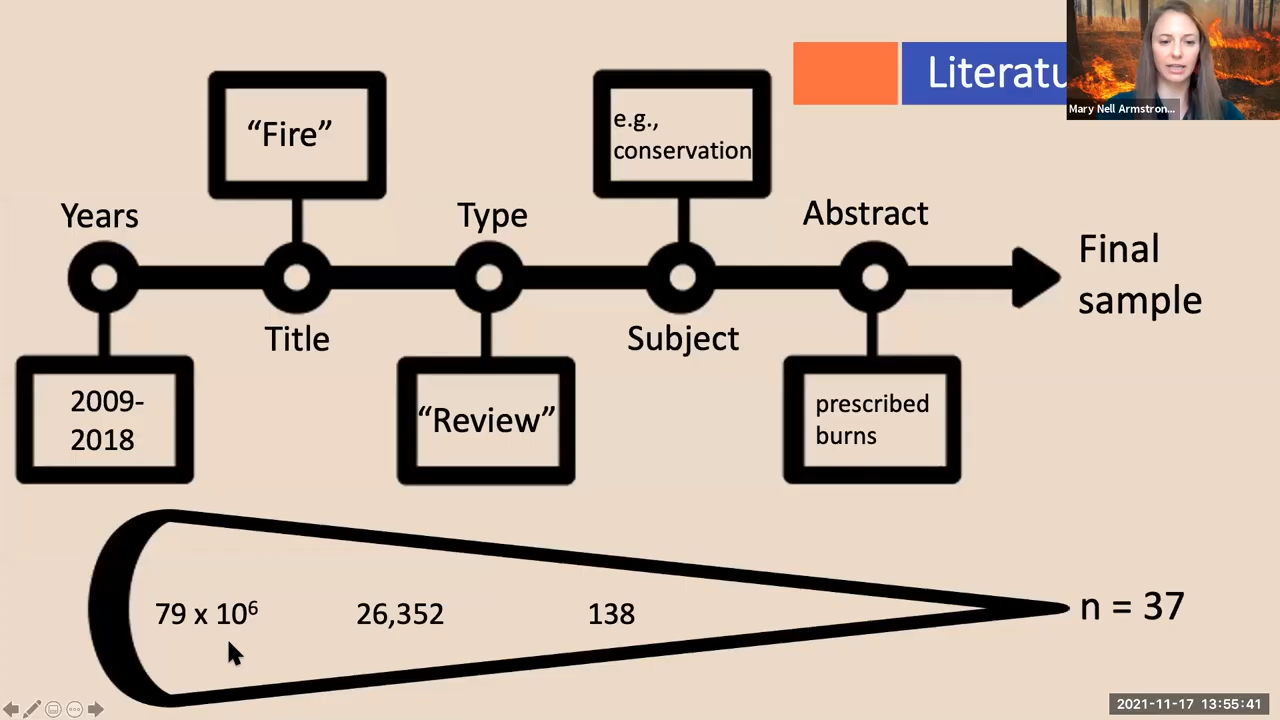 Literatu
Mary Nell Armstron...
“Fire”
e.g.,
conservation
Years
Type
Abstract
Final
sample
Title
Subject
2009-
2018
“Review”
prescribed
burns
79 x 10⁶
26,352
138
n = 37
2021-11-17 13:55:41